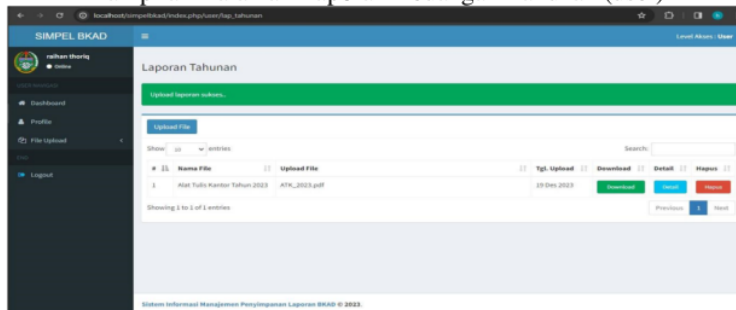 localhost/simpelbkad/index.php/user/lap_tahunan
SIMPEL BKAD
Level Akses : User
raihan thoriq
Online
Laporan Tahunan
Upload laporan sukses..
Dashboard
Profile
File Upload
Logout
Upload File
Show 10 entries
Search:
# Nama File Upload File Tgl. Upload Download Detail Hapus
1 Alat Tulis Kantor Tahun 2023 ATK_2023.pdf 19 Des 2023 Download Detail Hapus
Showing 1 to 1 of 1 entries
Previous 1 Next
Sistem Informasi Manajemen Penyimpanan Laporan BKAD © 2023.